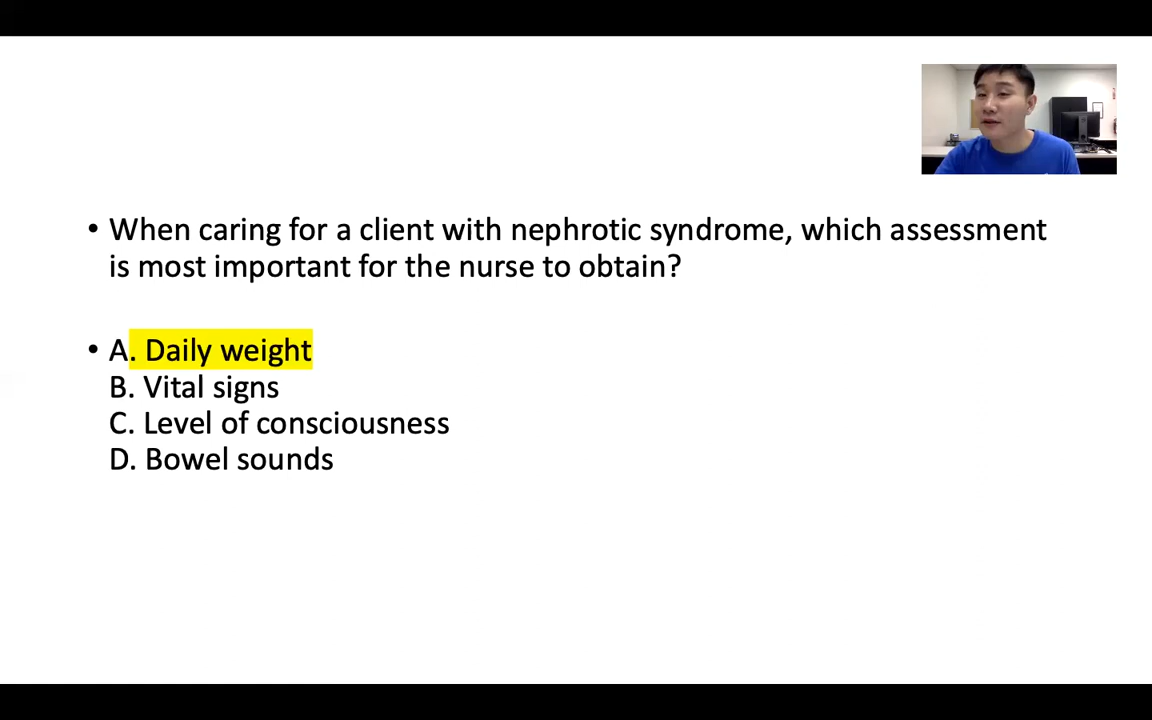 • When caring for a client with nephrotic syndrome, which assessment
is most important for the nurse to obtain?
• A. Daily weight
B. Vital signs
C. Level of consciousness
D. Bowel sounds